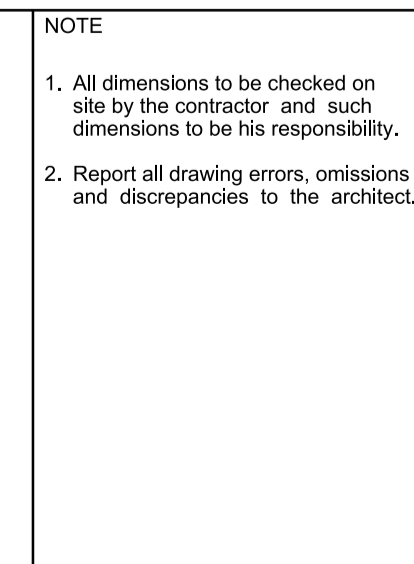 NOTE
1. All dimensions to be checked on
site by the contractor and such
dimensions to be his responsibility.
2. Report all drawing errors, omissions
and discrepancies to the architect.